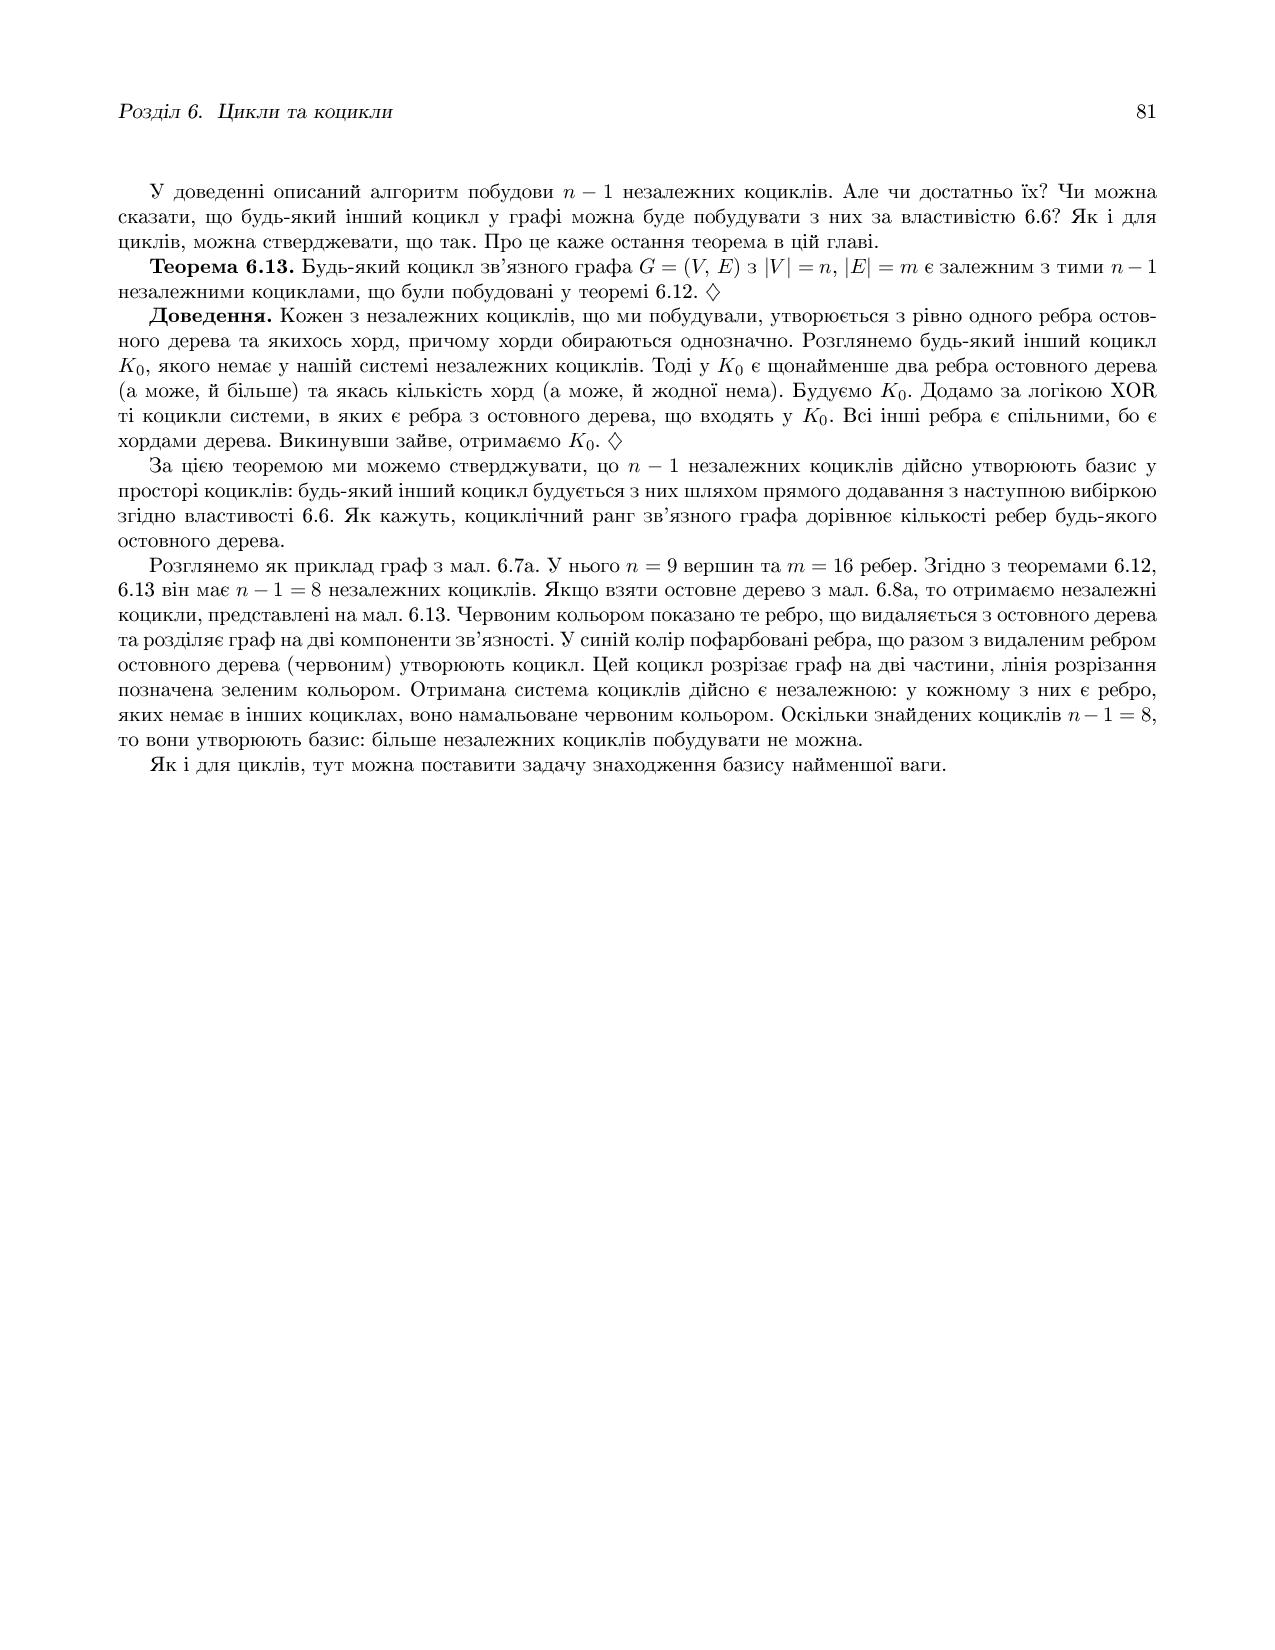 Розділ 6. Цикли та коцикли 81
У доведенні описаний алгоритм побудови n − 1 незалежних коциклів. Але чи достатньо їх? Чи можна
сказати, що будь-який інший коцикл у графі можна буде побудувати з них за властивістю 6.6? Як і для
циклів, можна стверджевати, що так. Про це каже остання теорема в цій главі.
Теорема 6.13. Будь-який коцикл зв’язного графа G = (V, E) з |V| = n, |E| = m є залежним з тими n − 1
незалежними коциклами, що були побудовані у теоремі 6.12. ♢
Доведення. Кожен з незалежних коциклів, що ми побудували, утворюється з рівно одного ребра остов-
ного дерева та якихось хорд, причому хорди обираються однозначно. Розглянемо будь-який інший коцикл
K₀, якого немає у нашій системі незалежних коциклів. Тоді у K₀ є щонайменше два ребра остовного дерева
(а може, й більше) та якась кількість хорд (а може, й жодної нема). Будуємо K₀. Додамо за логікою XOR
ті коцикли системи, в яких є ребра з остовного дерева, що входять у K₀. Всі інші ребра є спільними, бо є
хордами дерева. Викинувши зайве, отримаємо K₀. ♢
За цією теоремою ми можемо стверджувати, цо n − 1 незалежних коциклів дійсно утворюють базис у
просторі коциклів: будь-який інший коцикл будується з них шляхом прямого додавання з наступною вибіркою
згідно властивості 6.6. Як кажуть, коциклічний ранг зв’язного графа дорівнює кількості ребер будь-якого
остовного дерева.
Розглянемо як приклад граф з мал. 6.7а. У нього n = 9 вершин та m = 16 ребер. Згідно з теоремами 6.12,
6.13 він має n − 1 = 8 незалежних коциклів. Якщо взяти остовне дерево з мал. 6.8а, то отримаємо незалежні
коцикли, представлені на мал. 6.13. Червоним кольором показано те ребро, що видаляється з остовного дерева
та розділяє граф на дві компоненти зв’язності. У синій колір пофарбовані ребра, що разом з видаленим ребром
остовного дерева (червоним) утворюють коцикл. Цей коцикл розрізає граф на дві частини, лінія розрізання
позначена зеленим кольором. Отримана система коциклів дійсно є незалежною: у кожному з них є ребро,
яких немає в інших коциклах, воно намальоване червоним кольором. Оскільки знайдених коциклів n − 1 = 8,
то вони утворюють базис: більше незалежних коциклів побудувати не можна.
Як і для циклів, тут можна поставити задачу знаходження базису найменшої ваги.